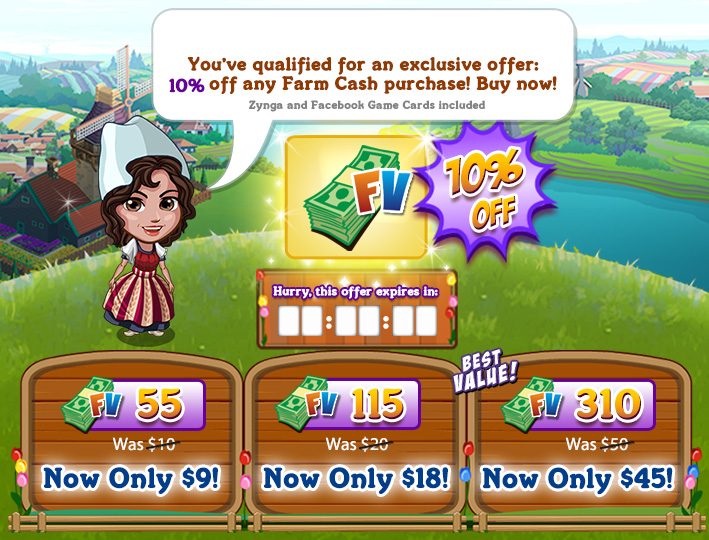 You've qualified for an exclusive offer:
10% off any Farm Cash purchase! Buy now!
Zynga and Facebook Game Cards included
FV
10%
OFF
Hurry, this offer expires in:
BEST
VALUE!
FV 55
FV 115
FV 310
Was $10
Was $20
Was $50
Now Only $9!
Now Only $18!
Now Only $45!